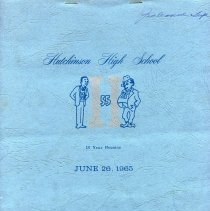 Hutchinson High School
H
55
10 Year Reunion
JUNE 26, 1965